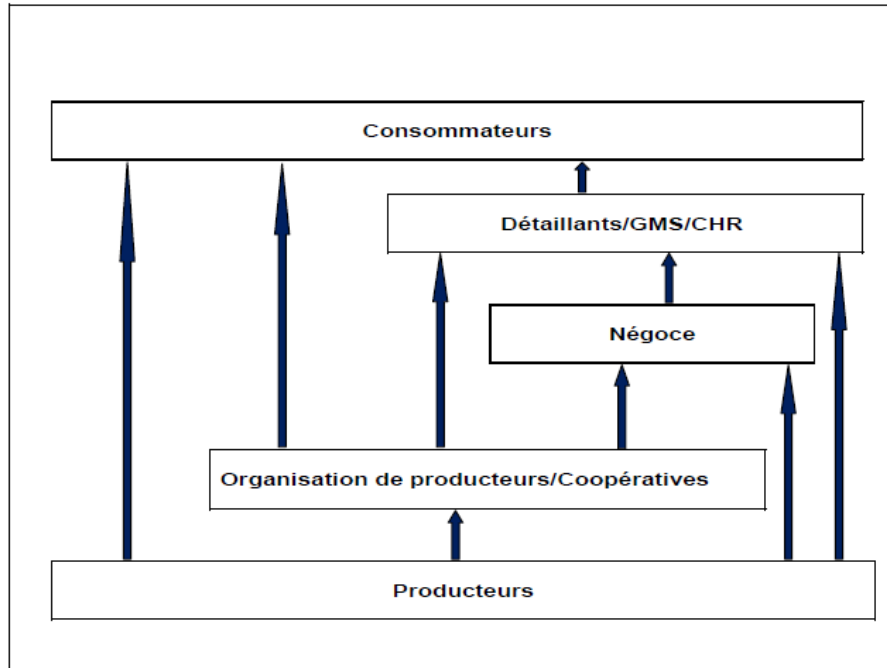 Consommateurs
Détaillants/GMS/CHR
Négoce
Organisation de producteurs/Coopératives
Producteurs